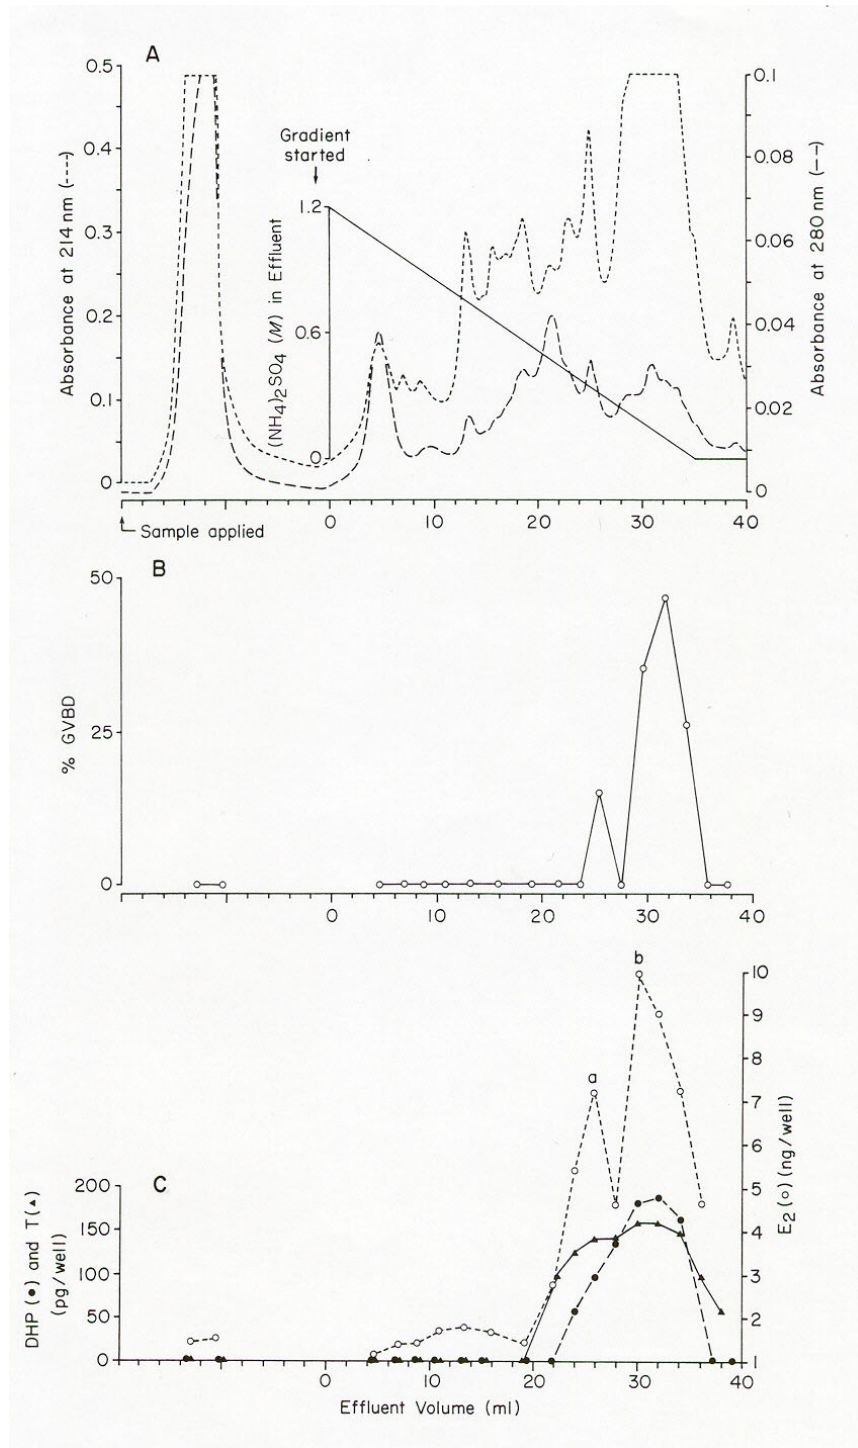 A
0.5
0.4
0.3
0.2
0.1
0
Absorbance at 214 nm (---)
Gradient
started
1.2
0.6
0
(NH4)2SO4 (M) in Effluent
0.1
0.08
0.06
0.04
0.02
0
Absorbance at 280 nm (— —)
Sample applied
0 10 20 30 40
B
50
25
0
% GVBD
0 10 20 30 40
C
200
150
100
50
0
DHP (●) and T (▲)
(pg/well)
a
b
10
9
8
7
6
5
4
3
2
1
E2 (○) (ng/well)
0 10 20 30 40
Effluent Volume (ml)